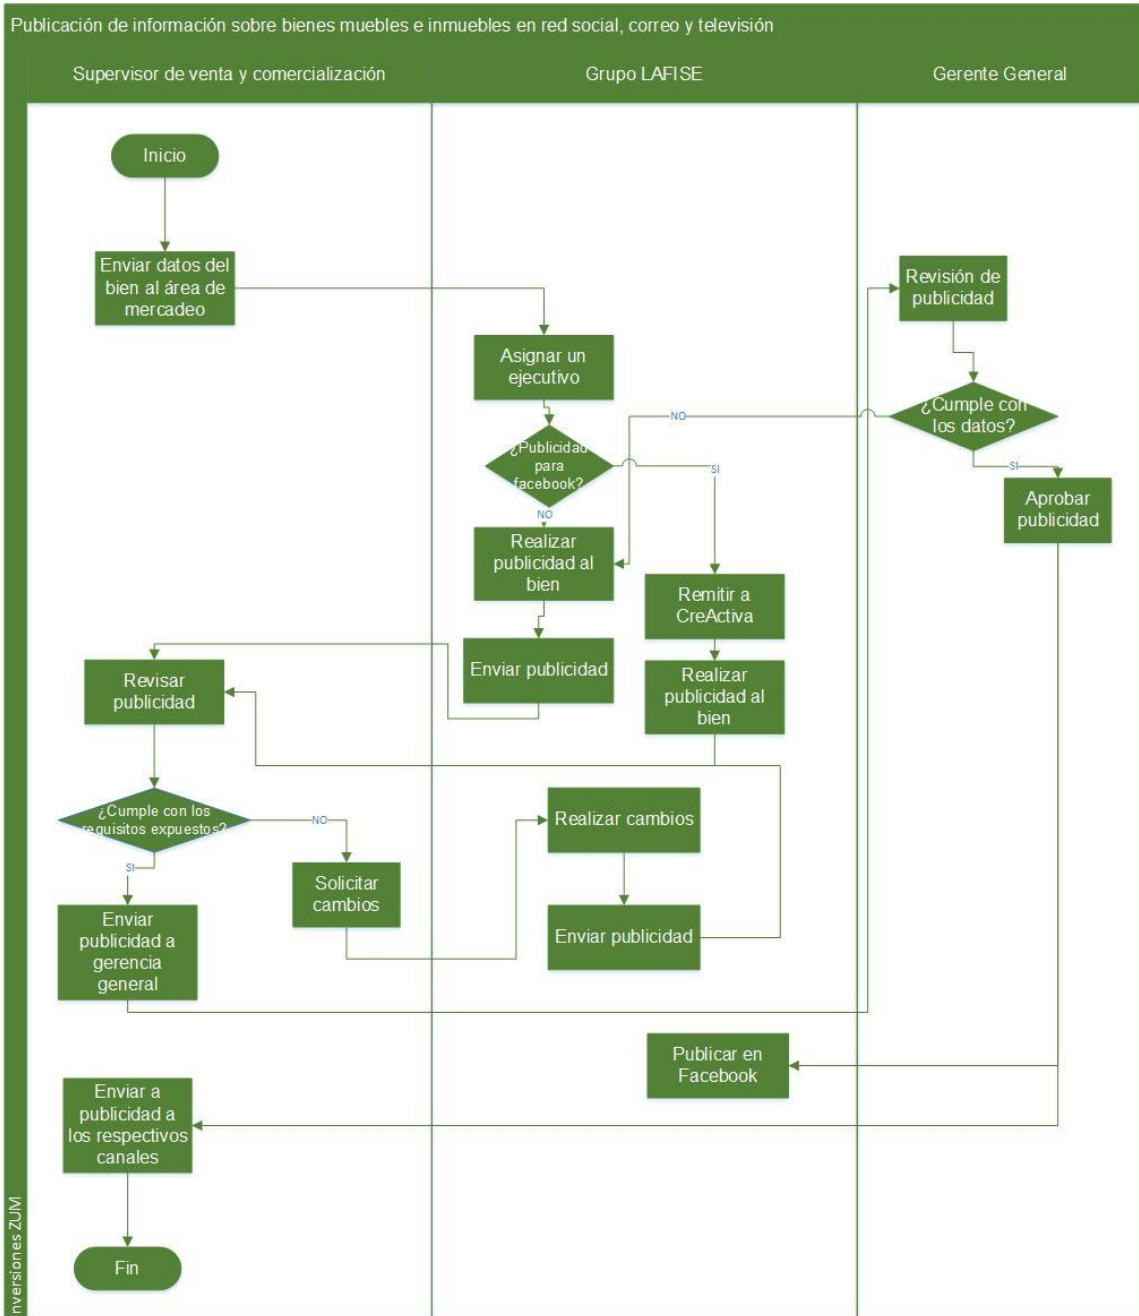 Publicación de información sobre bienes muebles e inmuebles en red social, correo y televisión
Supervisor de venta y comercialización
Grupo LAFISE
Gerente General
Inicio
Enviar datos del
bien al área de
mercadeo
Revisión de
publicidad
Asignar un
ejecutivo
¿Cumple con
los datos?
NO
¿Publicidad
para
facebook?
SI
SI
NO
Aprobar
publicidad
Realizar
publicidad al
bien
Remitir a
CreActiva
Enviar publicidad
Revisar
publicidad
Realizar
publicidad al
bien
¿Cumple con los
requisitos expuestos?
NO
Realizar cambios
SI
Solicitar
cambios
Enviar
publicidad a
gerencia
general
Enviar publicidad
Publicar en
Facebook
Enviar a
publicidad a
los respectivos
canales
Fin
nversiones ZUM